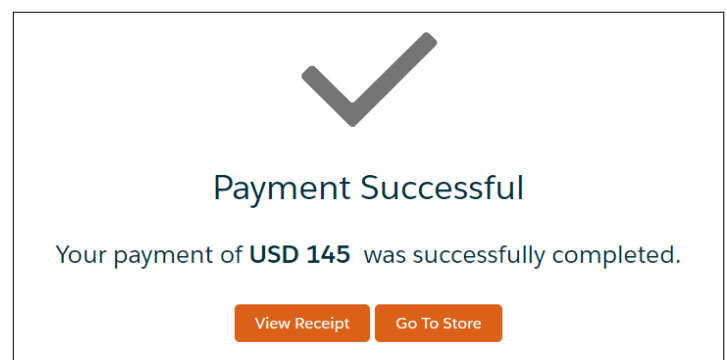 Payment Successful
Your payment of USD 145 was successfully completed.
View Receipt Go To Store